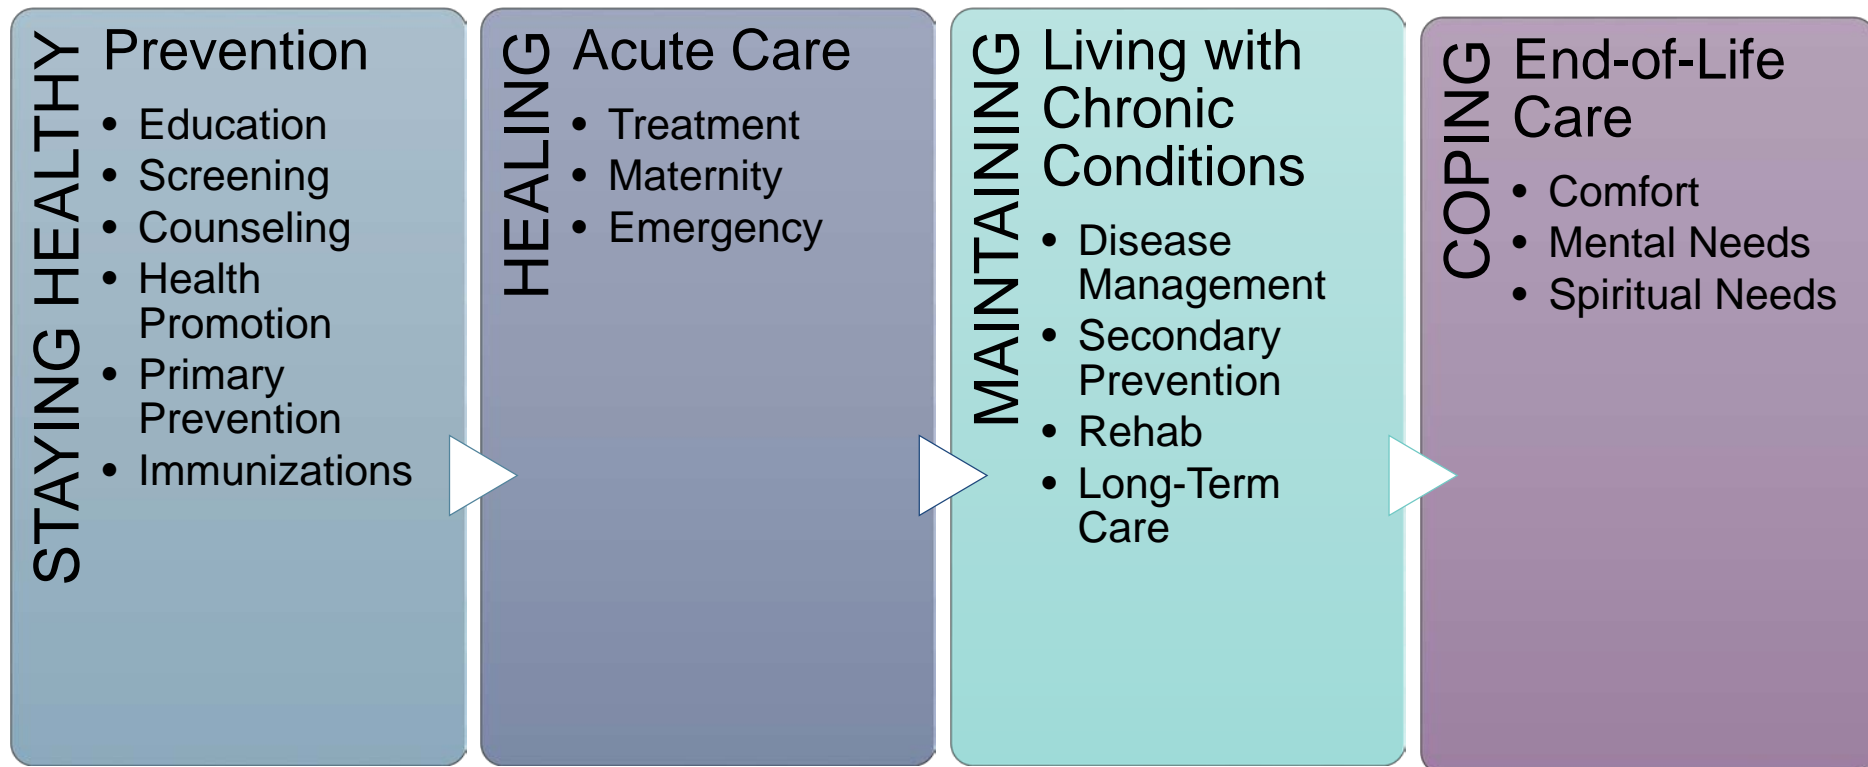 STAYING HEALTHY
Prevention
• Education
• Screening
• Counseling
• Health
Promotion
• Primary
Prevention
• Immunizations
HEALING
Acute Care
• Treatment
• Maternity
• Emergency
MAINTAINING
Living with
Chronic
Conditions
• Disease
Management
• Secondary
Prevention
• Rehab
• Long-Term
Care
COPING
End-of-Life
Care
• Comfort
• Mental Needs
• Spiritual Needs